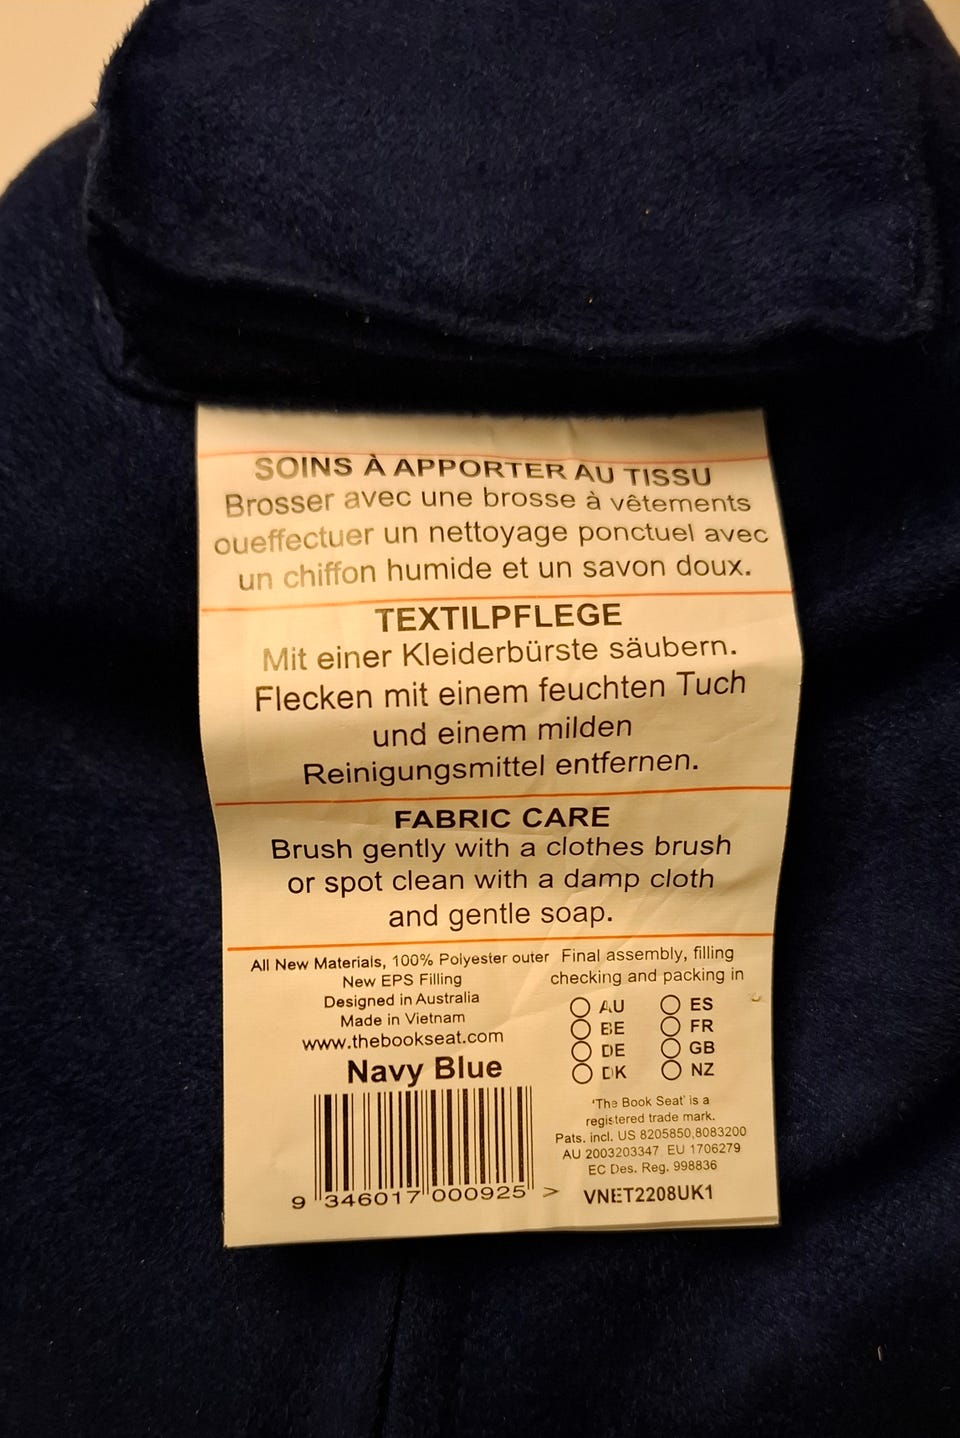 SOINS À APPORTER AU TISSU
Brosser avec une brosse à vêtements
oueffectuer un nettoyage ponctuel avec
un chiffon humide et un savon doux.
TEXTILPFLEGE
Mit einer Kleiderbürste säubern.
Flecken mit einem feuchten Tuch
und einem milden
Reinigungsmittel entfernen.
FABRIC CARE
Brush gently with a clothes brush
or spot clean with a damp cloth
and gentle soap.
All New Materials, 100% Polyester outer
New EPS Filling
Designed in Australia
Made in Vietnam
www.thebookseat.com
Navy Blue
9 346017 000925 >
Final assembly, filling
checking and packing in
AU ES
BE FR
DE GB
DK NZ
'The Book Seat' is a
registered trade mark.
Pats. incl. US 8205850,8083200
AU 2003203347 EU 1706279
EC Des. Reg. 998836
VNET2208UK1